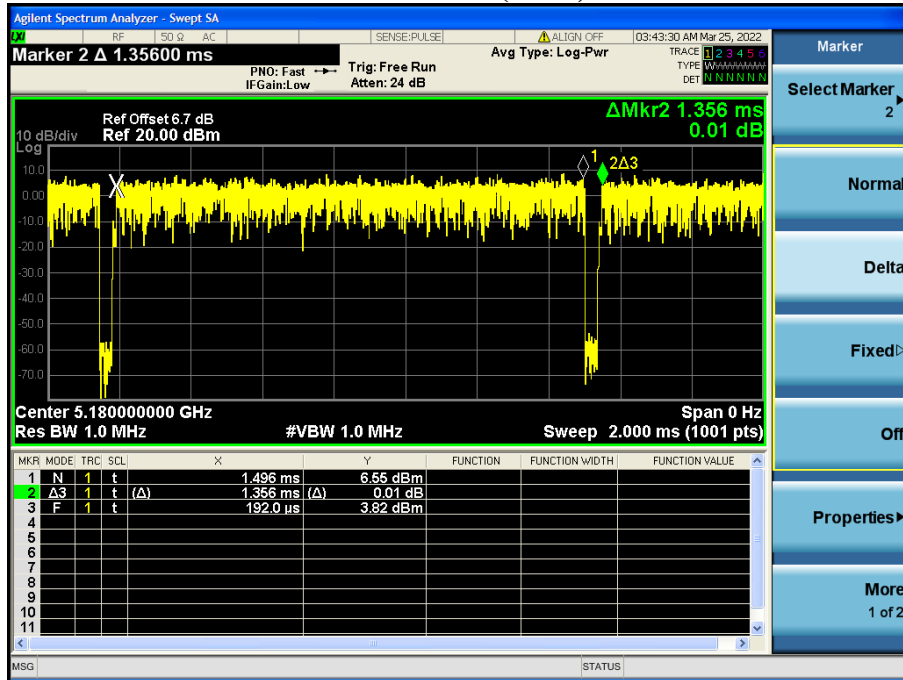 Agilent Spectrum Analyzer - Swept SA
LXI RF 50 Ω AC SENSE:PULSE ALIGN OFF 03:43:30 AM Mar 25, 2022
Marker 2 Δ 1.35600 ms
PNO: Fast
IFGain:Low
Trig: Free Run
Atten: 24 dB
Avg Type: Log-Pwr
TRACE 1 2 3 4 5 6
TYPE WWWWWW
DET N N N N N N
Marker
Select Marker
2
Normal
Delta
Fixed
Off
Properties
More
1 of 2
ΔMkr2 1.356 ms
0.01 dB
Ref Offset 6.7 dB
10 dB/div Ref 20.00 dBm
Log
10.0
0.00
-10.0
-20.0
-30.0
-40.0
-50.0
-60.0
-70.0
X
1
2Δ3
Center 5.180000000 GHz Span 0 Hz
Res BW 1.0 MHz #VBW 1.0 MHz Sweep 2.000 ms (1001 pts)
MKR MODE TRC SCL X Y FUNCTION FUNCTION WIDTH FUNCTION VALUE
1 N 1 t 1.496 ms 6.55 dBm
2 Δ3 1 t (Δ) 1.356 ms (Δ) 0.01 dB
3 F 1 t 192.0 µs 3.82 dBm
4
5
6
7
8
9
10
11
MSG STATUS